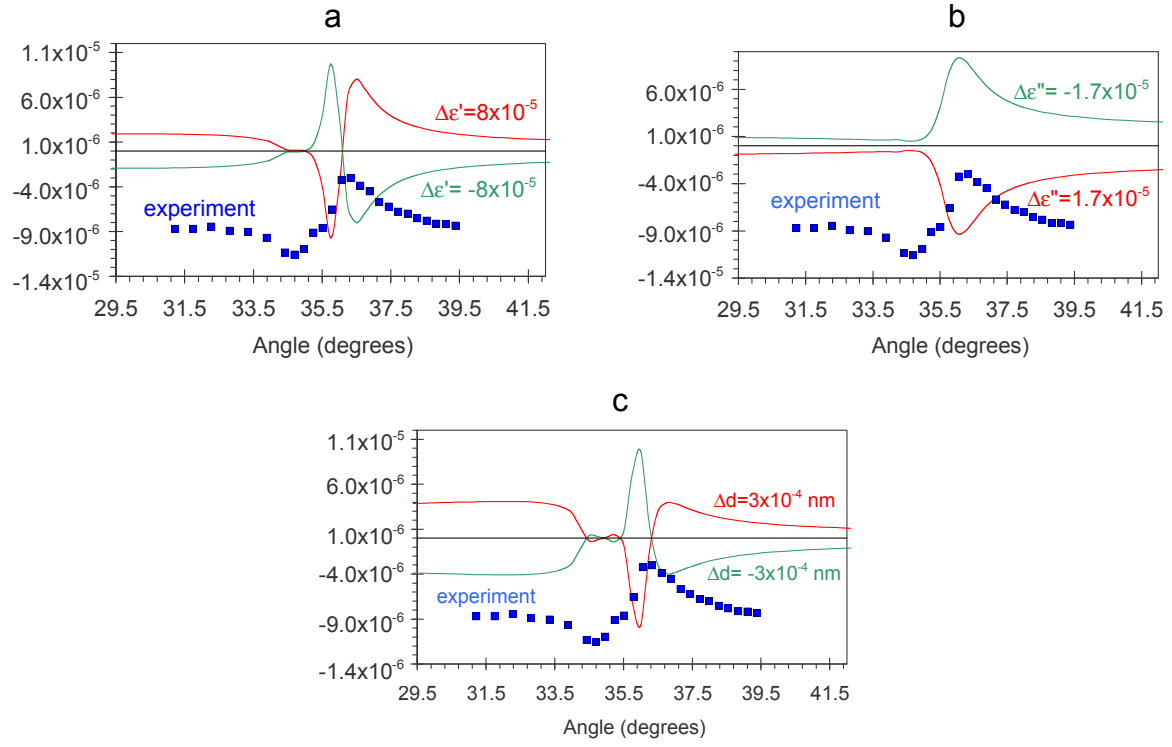 a
1.1x10⁻⁵
6.0x10⁻⁶
1.0x10⁻⁶
-4.0x10⁻⁶
-9.0x10⁻⁶
-1.4x10⁻⁵
Δε'=8x10⁻⁵
Δε'= -8x10⁻⁵
experiment
29.5 31.5 33.5 35.5 37.5 39.5 41.5
Angle (degrees)
b
6.0x10⁻⁶
1.0x10⁻⁶
-4.0x10⁻⁶
-9.0x10⁻⁶
-1.4x10⁻⁵
Δε"= -1.7x10⁻⁵
experiment
Δε"= 1.7x10⁻⁵
29.5 31.5 33.5 35.5 37.5 39.5 41.5
Angle (degrees)
c
1.1x10⁻⁵
6.0x10⁻⁶
1.0x10⁻⁶
-4.0x10⁻⁶
-9.0x10⁻⁶
-1.4x10⁻⁶
Δd=3x10⁻⁴ nm
Δd= -3x10⁻⁴ nm
experiment
29.5 31.5 33.5 35.5 37.5 39.5 41.5
Angle (degrees)